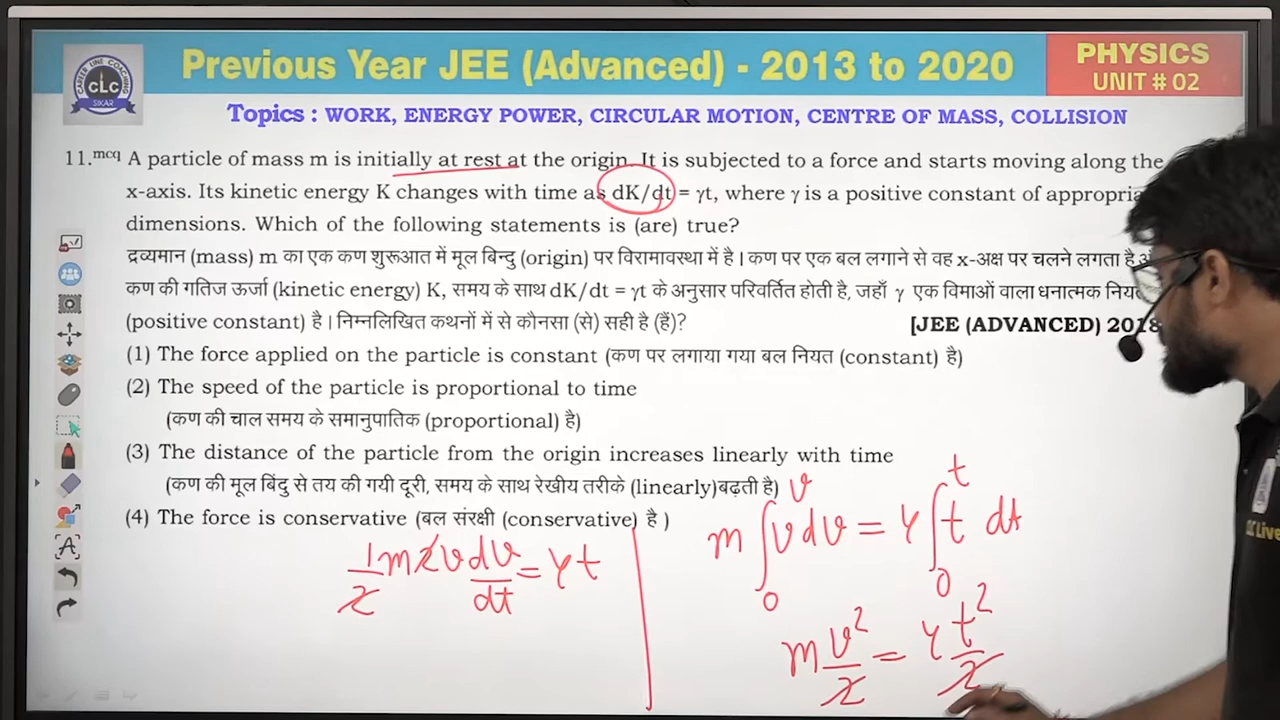 Previous Year JEE (Advanced) - 2013 to 2020
PHYSICS
UNIT # 02
CLC
SIKAR
Topics : WORK, ENERGY POWER, CIRCULAR MOTION, CENTRE OF MASS, COLLISION
11.mcq A particle of mass m is initially at rest at the origin. It is subjected to a force and starts moving along the
x-axis. Its kinetic energy K changes with time as dK/dt = γt, where γ is a positive constant of
dimensions. Which of the following statements is (are) true?
द्रव्यमान (mass) m का एक कण शुरूआत में मूल बिन्दु (origin) पर विरामावस्था में है। कण पर एक बल लगाने से वह x-अक्ष पर चलने लगता है
कण की गतिज ऊर्जा (kinetic energy) K, समय के साथ dK/dt = γt के अनुसार परिवर्तित होती है, जहाँ γ एक विमाओं वाला धनात्मक
(positive constant) है। निम्नलिखित कथनों में से कौनसा (से) सही है (हैं)?
[JEE (ADVANCED) 2018
(1) The force applied on the particle is constant (कण पर लगाया गया बल नियत (constant) है)
(2) The speed of the particle is proportional to time
(कण की चाल समय के समानुपातिक (proportional) है)
(3) The distance of the particle from the origin increases linearly with time
(कण की मूल बिंदु से तय की गयी दूरी, समय के साथ रेखीय तरीके (linearly)बढ़ती है)
(4) The force is conservative (बल संरक्षी (conservative) है )
1/2 m2v dv/dt = γt
m ∫₀ᵛ v dv = γ ∫₀ᵗ t dt
m v²/2 = γ t²/2